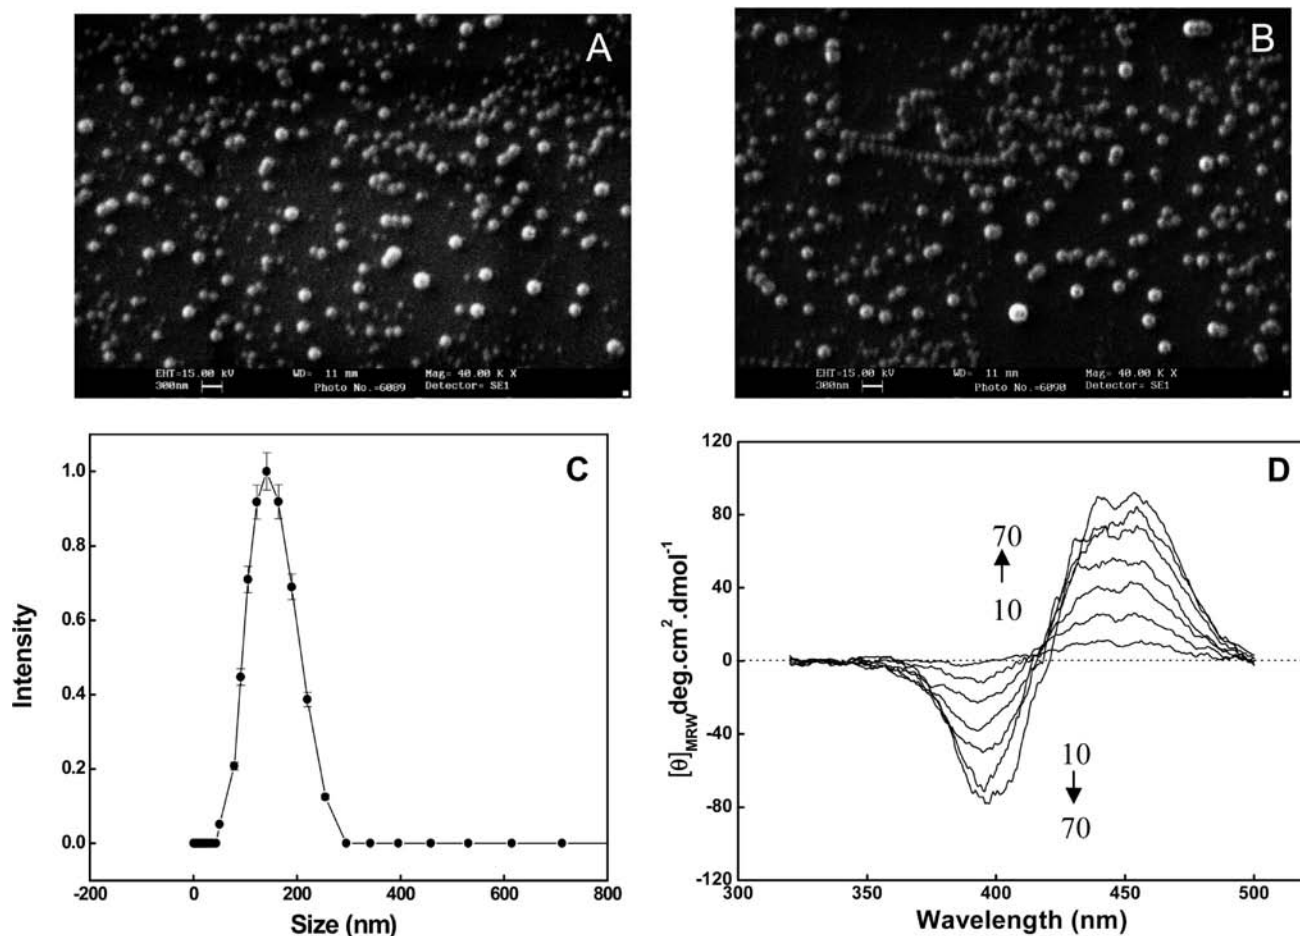 A
EHT=15.00 kV WD= 11 mm Mag= 40.00 K X
300nm Photo No.=6089 Detector= SE1
B
EHT=15.00 kV WD= 11 mm Mag= 40.00 K X
300nm Photo No.=6090 Detector= SE1
C
1.0
0.8
0.6
0.4
0.2
0.0
-200 0 200 400 600 800
Intensity
Size (nm)
D
120
80
40
0
-40
-80
-120
300 350 400 450 500
[θ]MRWdeg.cm².dmol⁻¹
Wavelength (nm)
70
10
10
70